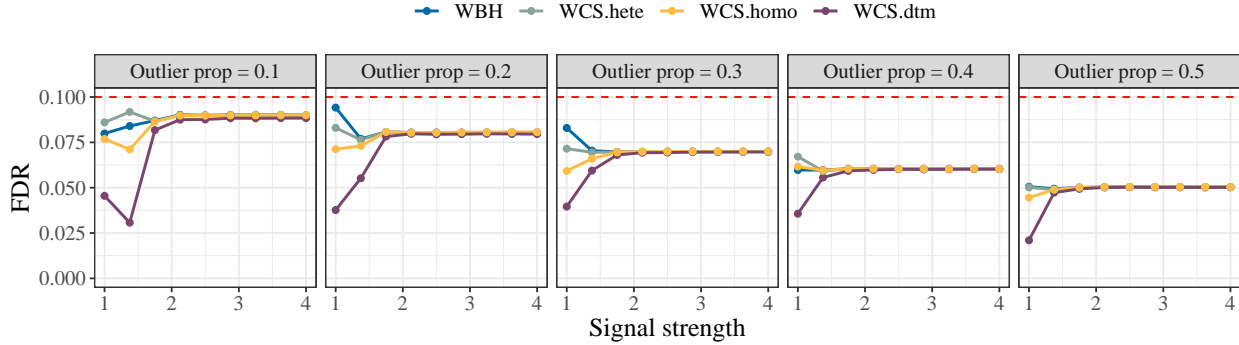 WBH WCS.hete WCS.homo WCS.dtm
Outlier prop = 0.1 Outlier prop = 0.2 Outlier prop = 0.3 Outlier prop = 0.4 Outlier prop = 0.5
FDR
0.100
0.075
0.050
0.025
0.000
1 2 3 4 1 2 3 4 1 2 3 4 1 2 3 4 1 2 3 4
Signal strength